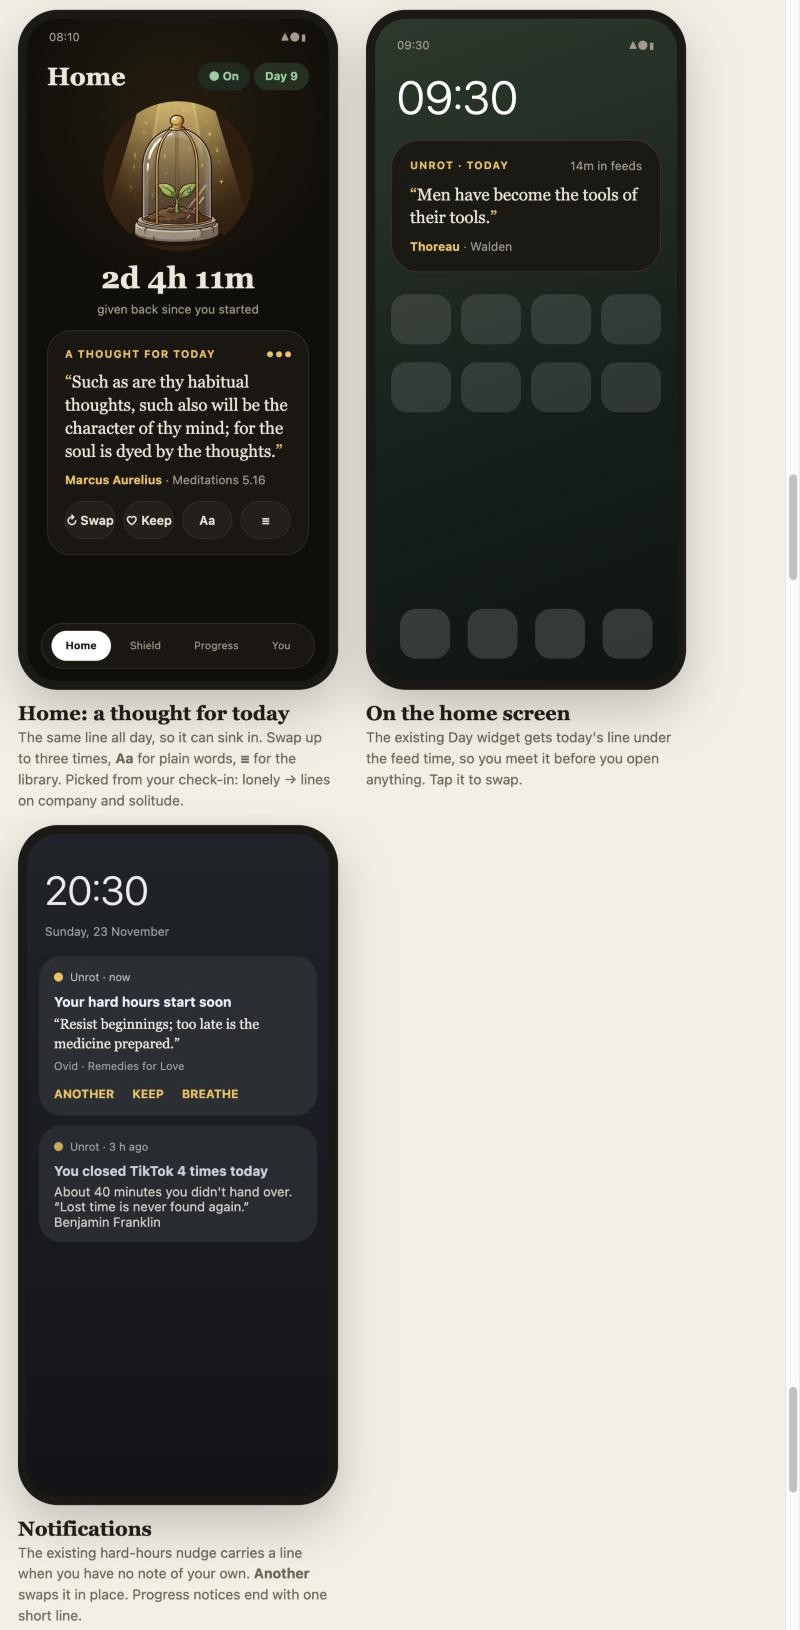 08:10
Home
On
Day 9
2d 4h 11m
given back since you started
A THOUGHT FOR TODAY
“Such as are thy habitual
thoughts, such also will be the
character of thy mind; for the
soul is dyed by the thoughts.”
Marcus Aurelius · Meditations 5.16
↻ Swap
♡ Keep
Aa
≡
Home
Shield
Progress
You
Home: a thought for today
The same line all day, so it can sink in. Swap up
to three times, Aa for plain words, ≡ for the
library. Picked from your check-in: lonely → lines
on company and solitude.
09:30
09:30
UNROT · TODAY
14m in feeds
“Men have become the tools of
their tools.”
Thoreau · Walden
On the home screen
The existing Day widget gets today's line under
the feed time, so you meet it before you open
anything. Tap it to swap.
20:30
Sunday, 23 November
Unrot · now
Your hard hours start soon
“Resist beginnings; too late is the
medicine prepared.”
Ovid · Remedies for Love
ANOTHER KEEP BREATHE
Unrot · 3 h ago
You closed TikTok 4 times today
About 40 minutes you didn't hand over.
“Lost time is never found again.”
Benjamin Franklin
Notifications
The existing hard-hours nudge carries a line
when you have no note of your own. Another
swaps it in place. Progress notices end with one
short line.